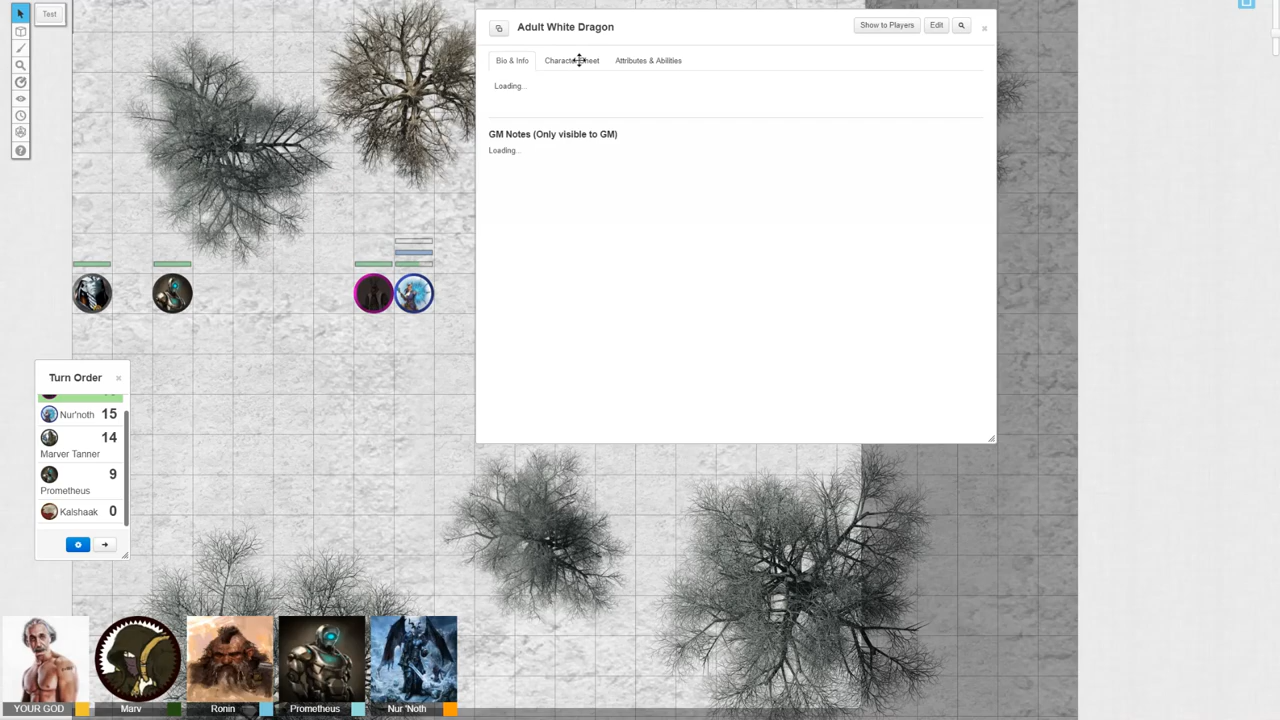 Test
Adult White Dragon
Show to Players
Edit
Bio & Info
Attributes & Abilities
Loading...
GM Notes (Only visible to GM)
Loading...
Turn Order
Nur'noth 15
14
Marver Tanner
9
Prometheus
Kalshaak 0
YOUR GOD
Marv
Ronin
Prometheus
Nur 'Noth